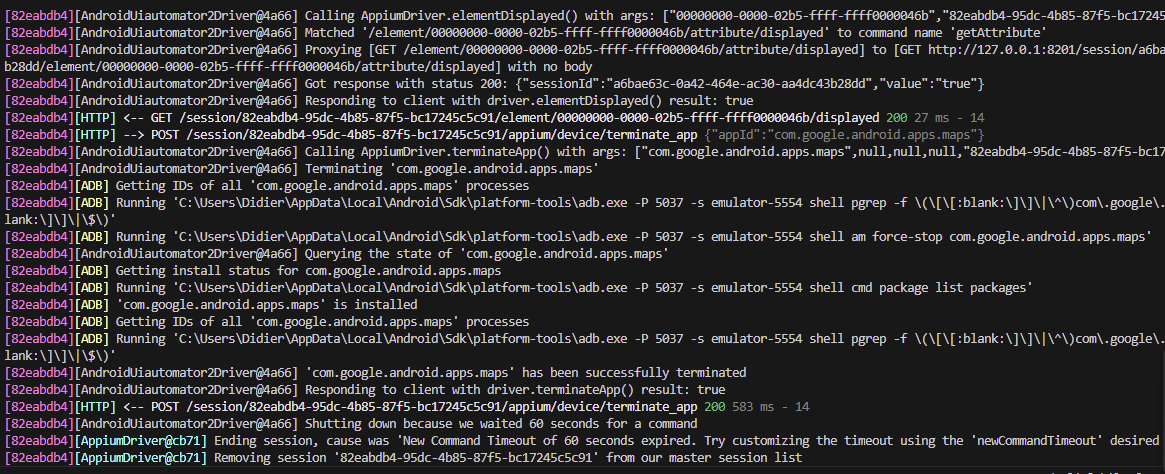 [82eabdb4][AndroidUiautomator2Driver@4a66] Calling AppiumDriver.elementDisplayed() with args: ["00000000-0000-02b5-ffff-ffff0000046b","82eabdb4-95dc-4b85-87f5-bc17245
[82eabdb4][AndroidUiautomator2Driver@4a66] Matched '/element/00000000-0000-02b5-ffff-ffff0000046b/attribute/displayed' to command name 'getAttribute'
[82eabdb4][AndroidUiautomator2Driver@4a66] Proxying [GET /element/00000000-0000-02b5-ffff-ffff0000046b/attribute/displayed] to [GET http://127.0.0.1:8201/session/a6ba
b28dd/element/00000000-0000-02b5-ffff-ffff0000046b/attribute/displayed] with no body
[82eabdb4][AndroidUiautomator2Driver@4a66] Got response with status 200: {"sessionId":"a6bae63c-0a42-464e-ac30-aa4dc43b28dd","value":"true"}
[82eabdb4][AndroidUiautomator2Driver@4a66] Responding to client with driver.elementDisplayed() result: true
[82eabdb4][HTTP] <-- GET /session/82eabdb4-95dc-4b85-87f5-bc17245c5c91/element/00000000-0000-02b5-ffff-ffff0000046b/displayed 200 27 ms - 14
[82eabdb4][HTTP] --> POST /session/82eabdb4-95dc-4b85-87f5-bc17245c5c91/appium/device/terminate_app {"appId":"com.google.android.apps.maps"}
[82eabdb4][AndroidUiautomator2Driver@4a66] Calling AppiumDriver.terminateApp() with args: ["com.google.android.apps.maps",null,null,null,"82eabdb4-95dc-4b85-87f5-bc17
[82eabdb4][AndroidUiautomator2Driver@4a66] Terminating 'com.google.android.apps.maps'
[82eabdb4][ADB] Getting IDs of all 'com.google.android.apps.maps' processes
[82eabdb4][ADB] Running 'C:\Users\Didier\AppData\Local\Android\Sdk\platform-tools\adb.exe -P 5037 -s emulator-5554 shell pgrep -f \(\[\[:blank:\]\]\|\^\)com\.google\.
lank:\]\]\|\$\)'
[82eabdb4][ADB] Running 'C:\Users\Didier\AppData\Local\Android\Sdk\platform-tools\adb.exe -P 5037 -s emulator-5554 shell am force-stop com.google.android.apps.maps'
[82eabdb4][AndroidUiautomator2Driver@4a66] Querying the state of 'com.google.android.apps.maps'
[82eabdb4][ADB] Getting install status for com.google.android.apps.maps
[82eabdb4][ADB] Running 'C:\Users\Didier\AppData\Local\Android\Sdk\platform-tools\adb.exe -P 5037 -s emulator-5554 shell cmd package list packages'
[82eabdb4][ADB] 'com.google.android.apps.maps' is installed
[82eabdb4][ADB] Getting IDs of all 'com.google.android.apps.maps' processes
[82eabdb4][ADB] Running 'C:\Users\Didier\AppData\Local\Android\Sdk\platform-tools\adb.exe -P 5037 -s emulator-5554 shell pgrep -f \(\[\[:blank:\]\]\|\^\)com\.google\.
lank:\]\]\|\$\)'
[82eabdb4][AndroidUiautomator2Driver@4a66] 'com.google.android.apps.maps' has been successfully terminated
[82eabdb4][AndroidUiautomator2Driver@4a66] Responding to client with driver.terminateApp() result: true
[82eabdb4][HTTP] <-- POST /session/82eabdb4-95dc-4b85-87f5-bc17245c5c91/appium/device/terminate_app 200 583 ms - 14
[82eabdb4][AndroidUiautomator2Driver@4a66] Shutting down because we waited 60 seconds for a command
[82eabdb4][AppiumDriver@cb71] Ending session, cause was 'New Command Timeout of 60 seconds expired. Try customizing the timeout using the 'newCommandTimeout' desired
[82eabdb4][AppiumDriver@cb71] Removing session '82eabdb4-95dc-4b85-87f5-bc17245c5c91' from our master session list